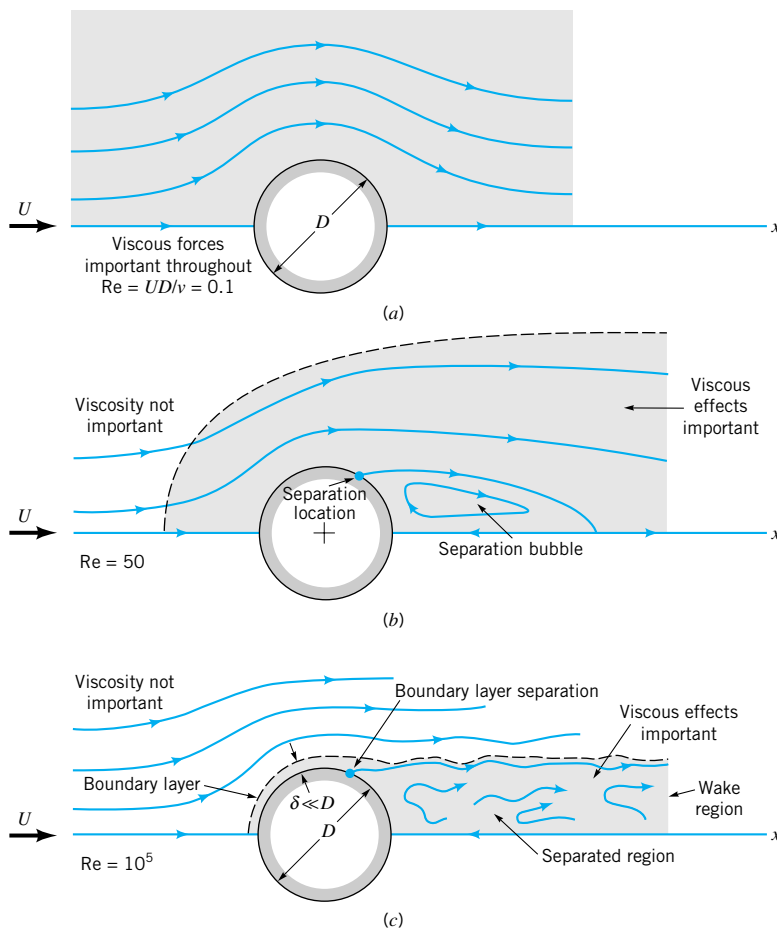 U
D
x
Viscous forces
important throughout
Re = UD/ν = 0.1
(a)
Viscosity not
important
Viscous
effects
important
Separation
location
U
x
Re = 50
Separation bubble
(b)
Viscosity not
important
Boundary layer separation
Viscous effects
important
Boundary layer
δ≪D
D
Wake
region
U
x
Separated region
Re = 10⁵
(c)